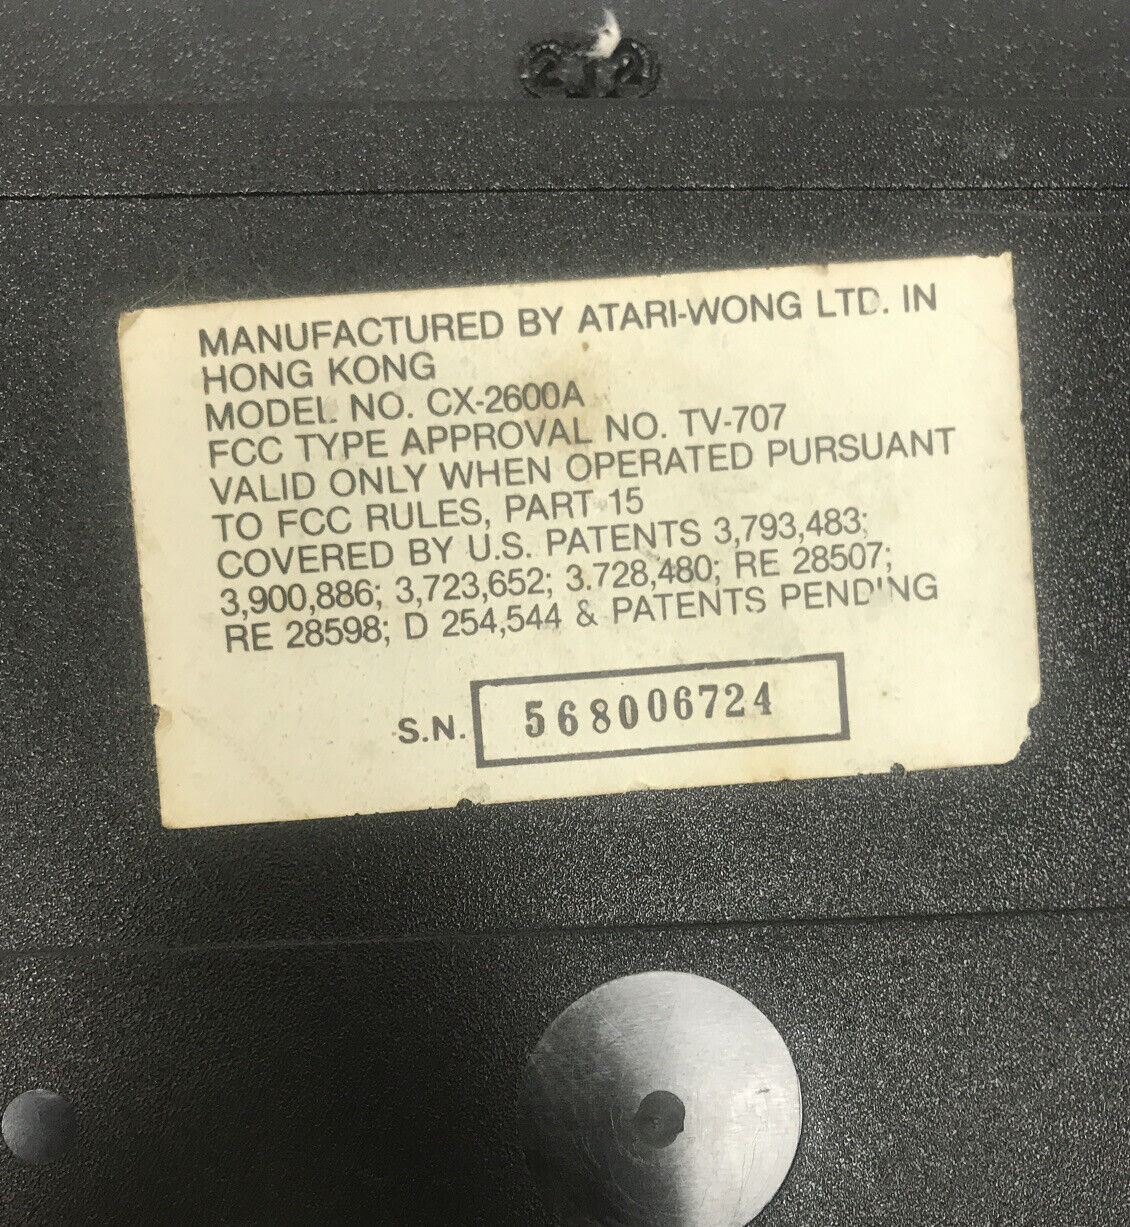 212
MANUFACTURED BY ATARI-WONG LTD. IN
HONG KONG
MODEL NO. CX-2600A
FCC TYPE APPROVAL NO. TV-707
VALID ONLY WHEN OPERATED PURSUANT
TO FCC RULES, PART 15
COVERED BY U.S. PATENTS 3,793,483;
3,900,886; 3,723,652; 3.728,480; RE 28507;
RE 28598; D 254,544 & PATENTS PENDING
S.N. 568006724